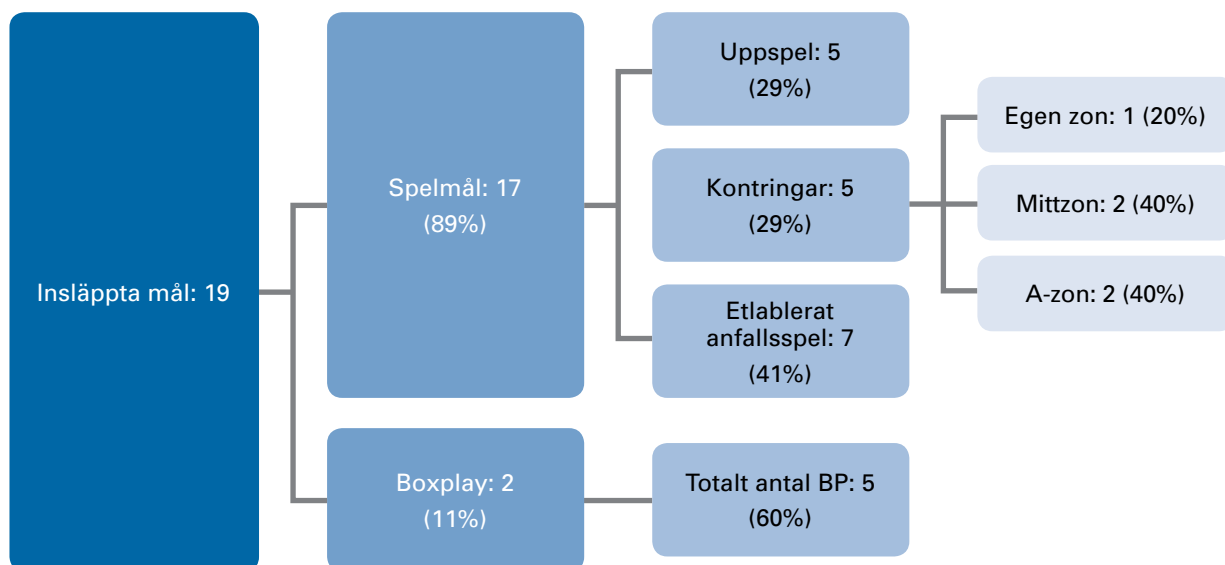 Insläppta mål: 19
Spelmål: 17
(89%)
Boxplay: 2
(11%)
Uppspel: 5
(29%)
Kontringar: 5
(29%)
Etlablerat
anfallsspel: 7
(41%)
Totalt antal BP: 5
(60%)
Egen zon: 1 (20%)
Mittzon: 2 (40%)
A-zon: 2 (40%)